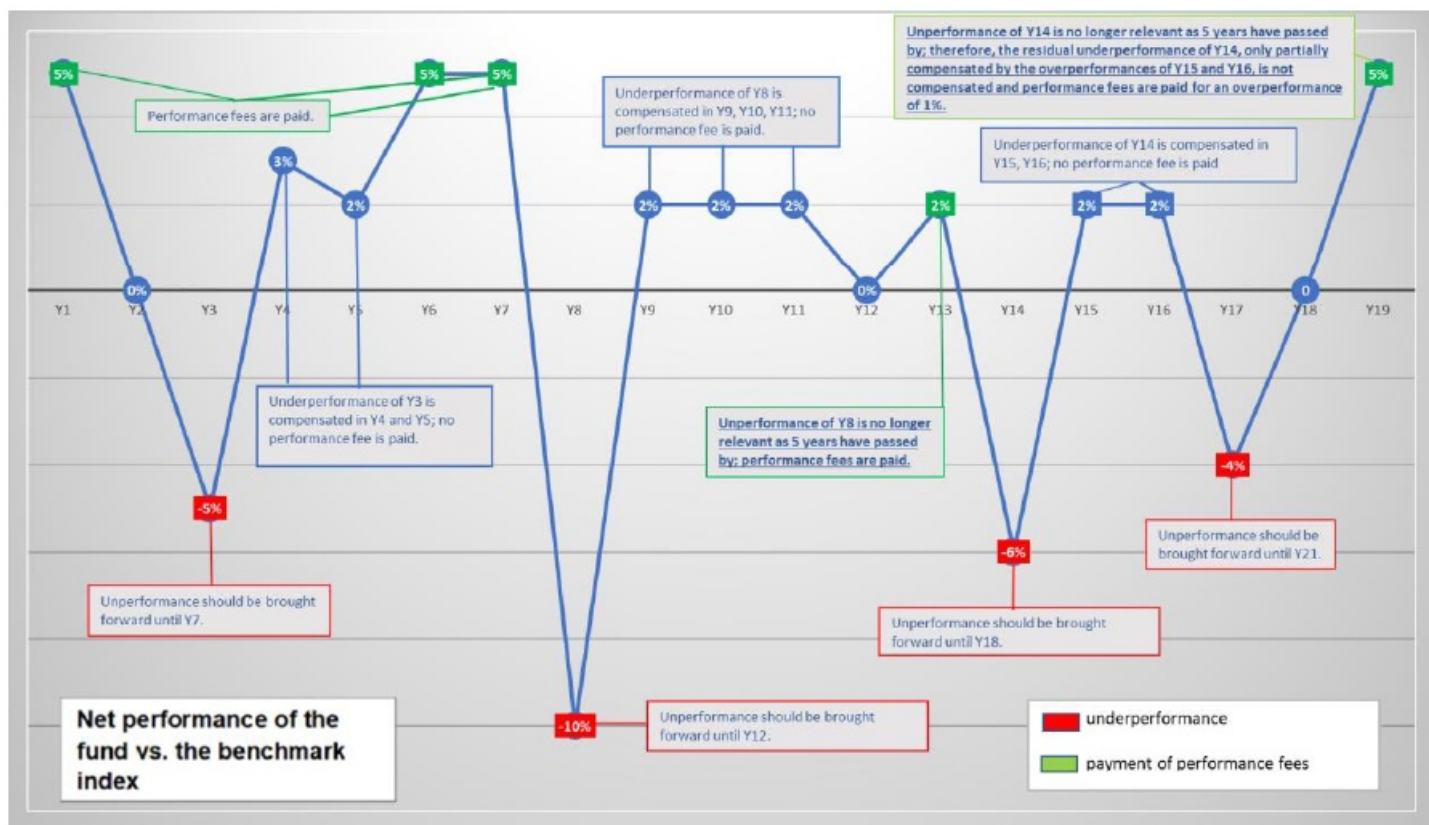 Unperformance of Y14 is no longer relevant as 5 years have passed
by; therefore, the residual underperformance of Y14, only partially
compensated by the overperformances of Y15 and Y16, is not
compensated and performance fees are paid for an overperformance
of 1%.
5%
5%
5%
5%
Performance fees are paid.
Underperformance of Y8 is
compensated in Y9, Y10, Y11; no
performance fee is paid.
Underperformance of Y14 is compensated in
Y15, Y16; no performance fee is paid
3%
2%
2%
2%
2%
2%
2%
2%
0%
0%
0
Y1
Y2
Y3
Y4
Y5
Y6
Y7
Y8
Y9
Y10
Y11
Y12
Y13
Y14
Y15
Y16
Y17
Y18
Y19
Underperformance of Y3 is
compensated in Y4 and Y5; no
performance fee is paid.
Unperformance of Y8 is no longer
relevant as 5 years have passed
by; performance fees are paid.
-4%
-5%
-6%
Unperformance should be
brought forward until Y21.
Unperformance should be brought
forward until Y7.
Unperformance should be brought
forward until Y18.
Net performance of the
fund vs. the benchmark
index
-10%
Unperformance should be brought
forward until Y12.
underperformance
payment of performance fees